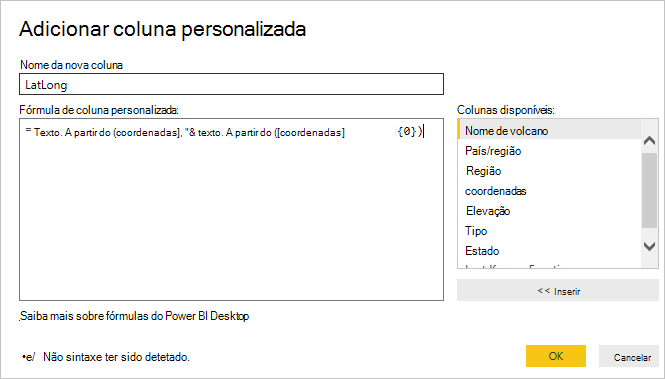 Adicionar coluna personalizada
Nome da nova coluna
LatLong
Fórmula de coluna personalizada:
= Texto. A partir do (coordenadas], "& texto. A partir do ([coordenadas] {0})
Colunas disponíveis:
Nome de volcano
País/região
Região
coordenadas
Elevação
Tipo
Estado
<< Inserir
Saiba mais sobre fórmulas do Power BI Desktop
•e/ Não sintaxe ter sido detetado.
OK
Cancelar